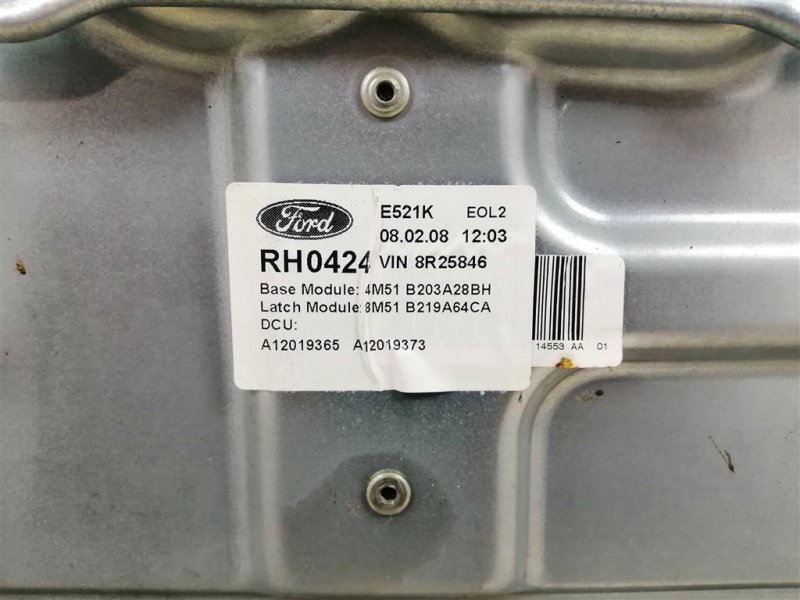 Ford
E521K EOL2
08.02.08 12:03
RH0424 VIN 8R25846
Base Module: 4M51 B203A28BH
Latch Module: 8M51 B219A64CA
DCU:
A12019365 A12019373
14553 AA 01